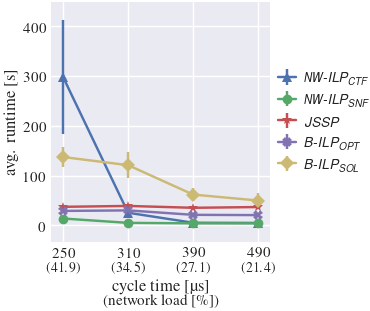 400
300
200
100
0
avg. runtime [s]
250 310 390 490
(41.9) (34.5) (27.1) (21.4)
cycle time [µs]
(network load [%])
NW-ILP_CTF
NW-ILP_SNF
JSSP
B-ILP_OPT
B-ILP_SOL